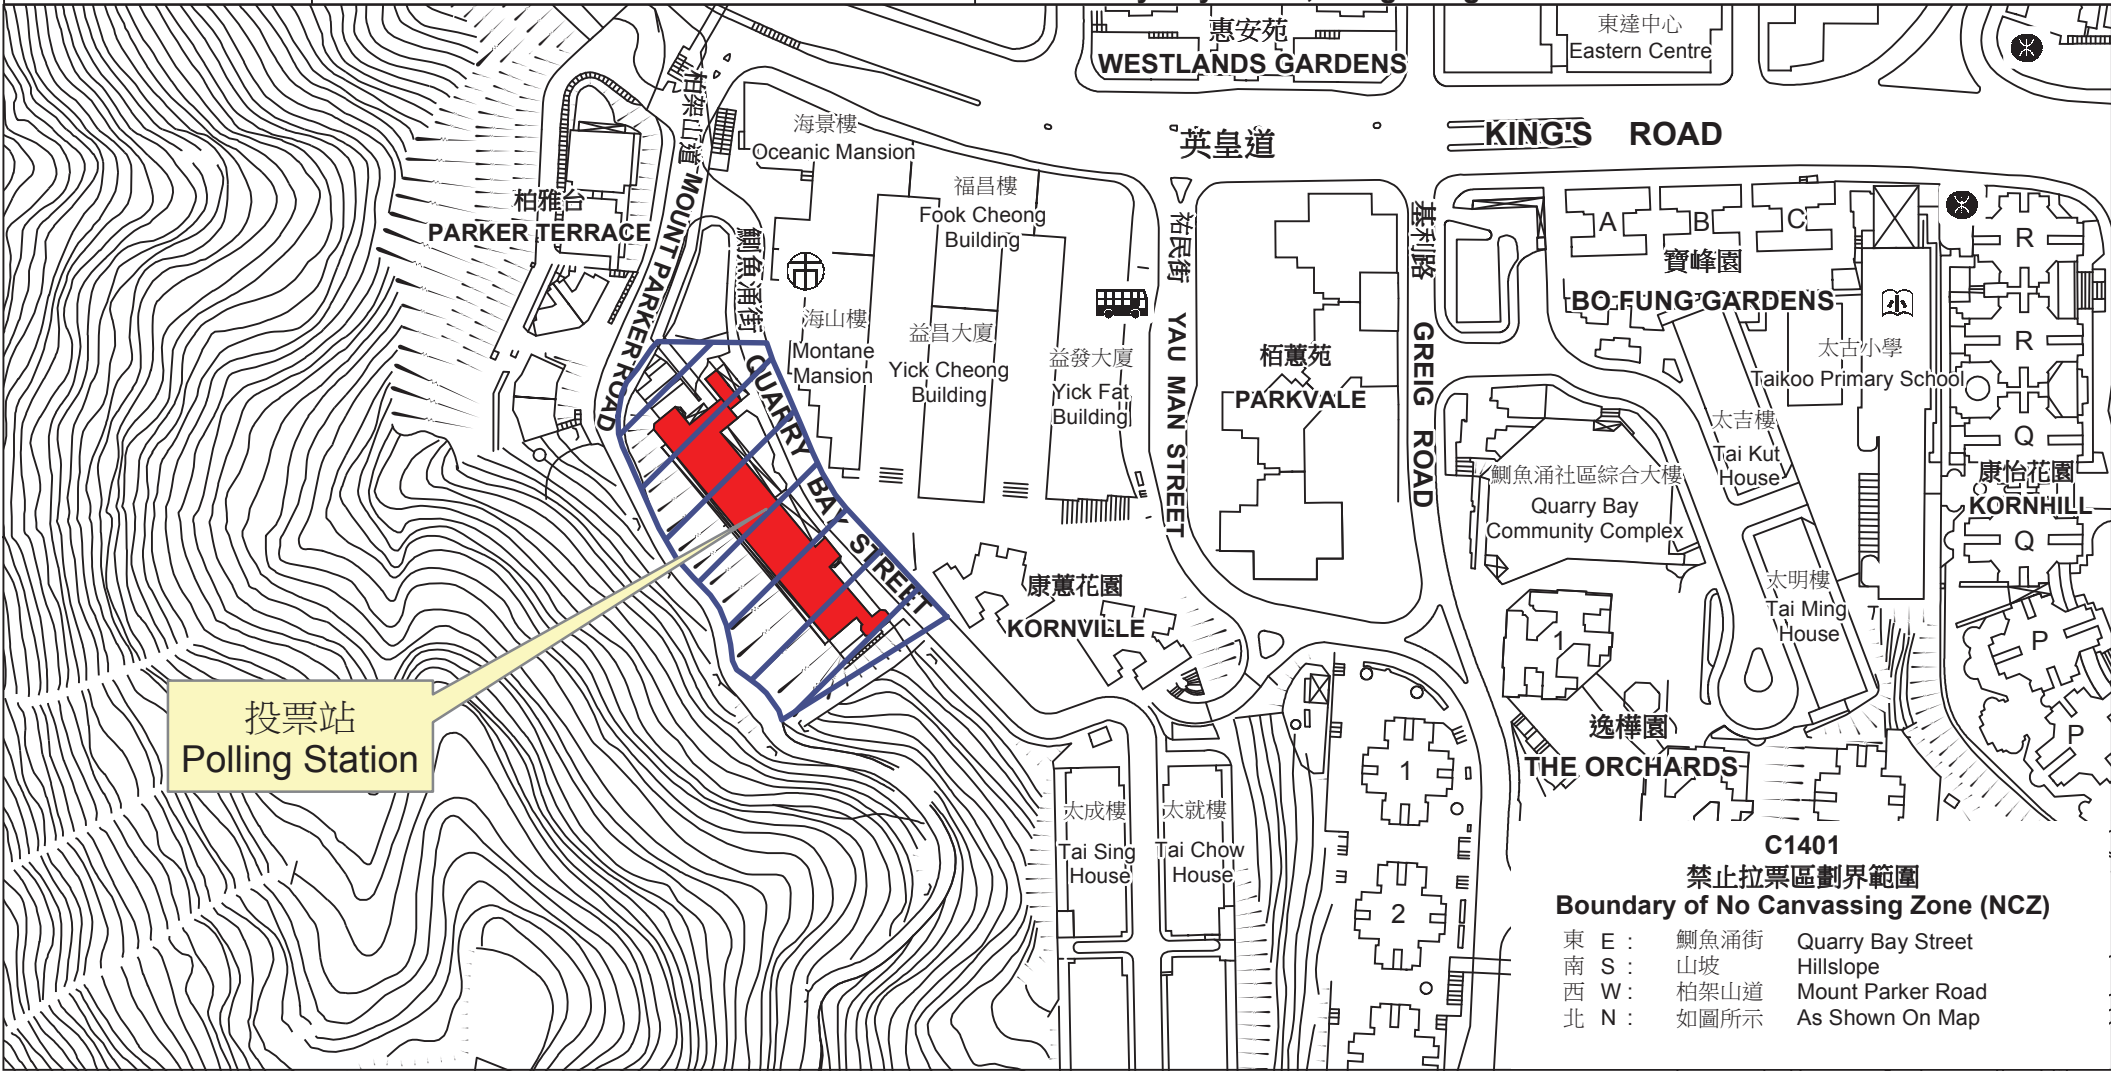 惠安苑
WESTLANDS GARDENS
東達中心
Eastern Centre
英皇道
KING'S ROAD
柏架山道
MOUNT PARKER ROAD
海景樓
Oceanic Mansion
柏雅台
PARKER TERRACE
福昌樓
Fook Cheong
Building
鰂魚涌街
QUARRY BAY STREET
海山樓
Montane
Mansion
益昌大廈
Yick Cheong
Building
益發大廈
Yick Fat
Building
祐民街
YAU MAN STREET
栢蕙苑
PARKVALE
基利路
GREIG ROAD
A
B
C
寶峰園
BO FUNG GARDENS
小
太古小學
Taikoo Primary School
R
R
Q
康怡花園
KORNHILL
Q
P
P
太吉樓
Tai Kut
House
鰂魚涌社區綜合大樓
Quarry Bay
Community Complex
太明樓
Tai Ming
House
康蕙花園
KORNVILLE
1
逸樺園
THE ORCHARDS
投票站
Polling Station
太成樓
Tai Sing
House
太就樓
Tai Chow
House
1
2
C1401
禁止拉票區劃界範圍
Boundary of No Canvassing Zone (NCZ)
東 E : 鰂魚涌街 Quarry Bay Street
南 S : 山坡 Hillslope
西 W : 柏架山道 Mount Parker Road
北 N : 如圖所示 As Shown On Map